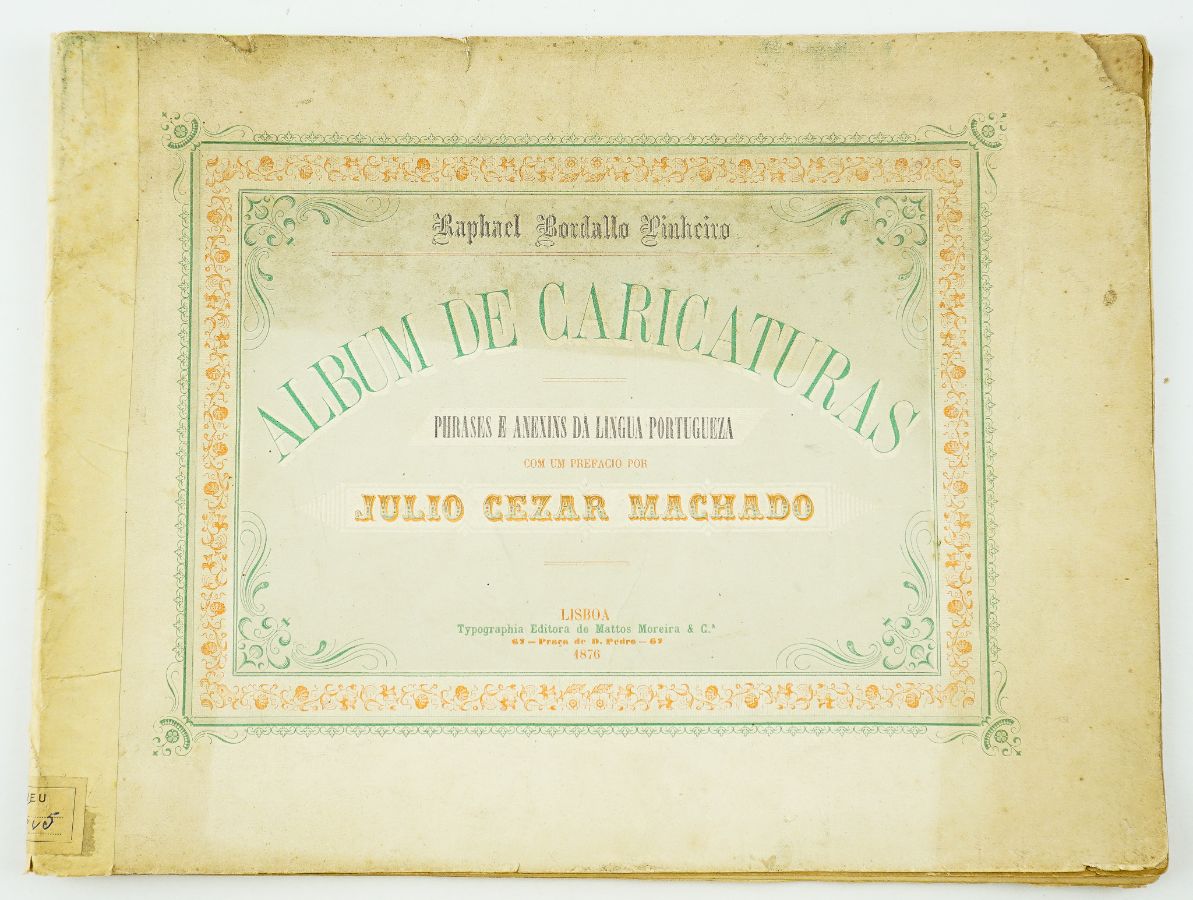 Raphael Bordallo Pinheiro
ALBUM DE CARICATURAS
PHRASES E ANEXINS DA LINGUA PORTUGUEZA
COM UM PREFACIO POR
JULIO CEZAR MACHADO
LISBOA
Typographia Editora de Mattos Moreira & C.ª
67 — Praça de D. Pedro — 67
1876